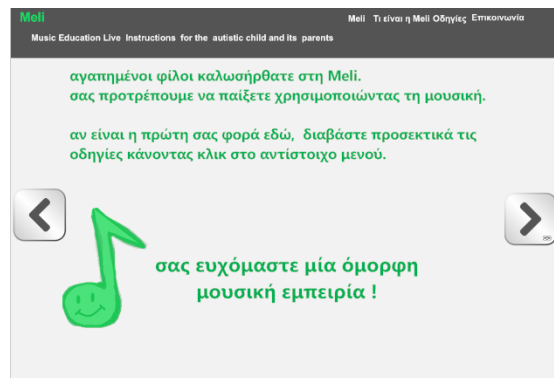 Meli
Meli Τι είναι η Meli Οδηγίες Επικοινωνία
Music Education Live Instructions for the autistic child and its parents
αγαπημένοι φίλοι καλωσήρθατε στη Meli.
σας προτρέπουμε να παίξετε χρησιμοποιώντας τη μουσική.
αν είναι η πρώτη σας φορά εδώ, διαβάστε προσεκτικά τις
οδηγίες κάνοντας κλικ στο αντίστοιχο μενού.
σας ευχόμαστε μία όμορφη
μουσική εμπειρία !